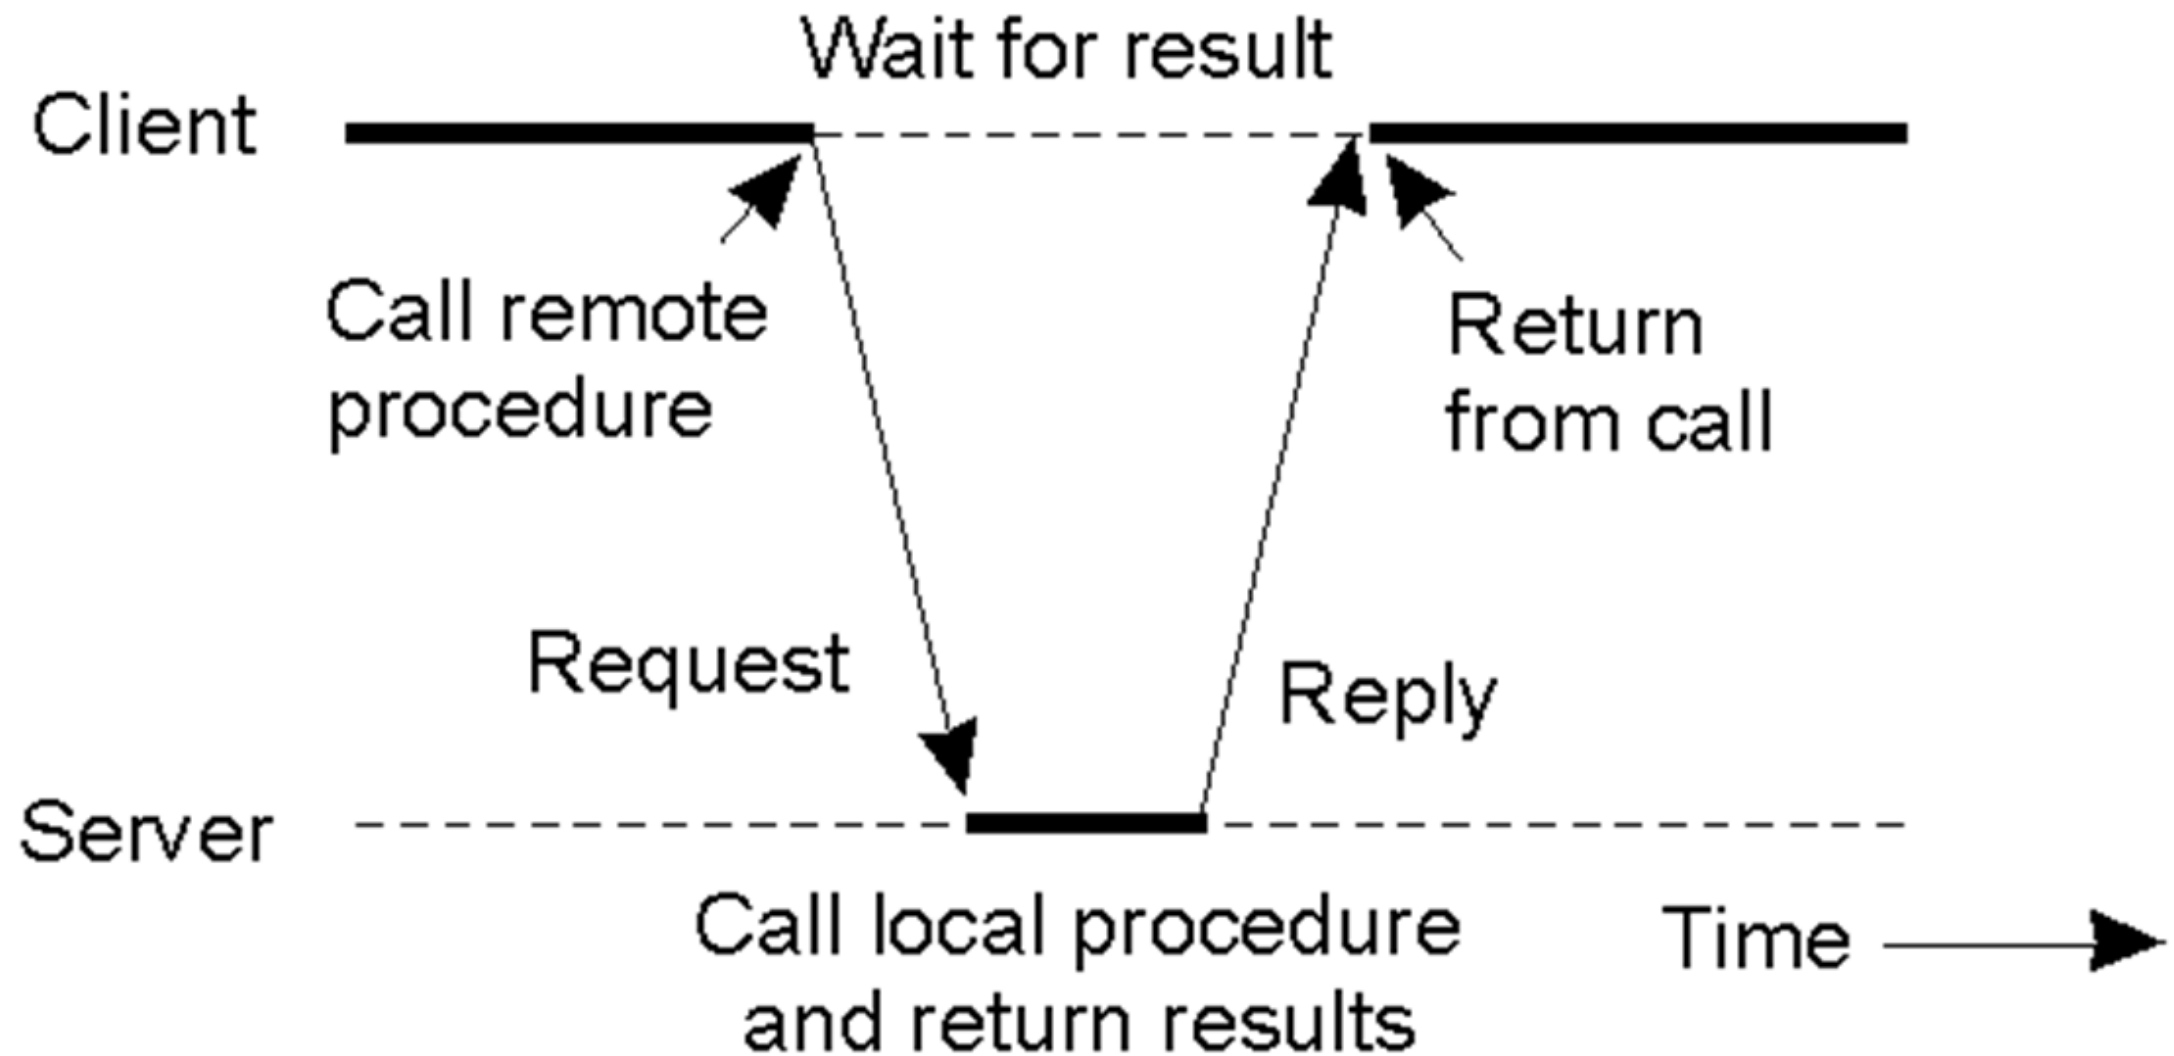 Wait for result
Client
Call remote
procedure
Return
from call
Request
Reply
Server
Call local procedure
and return results
Time